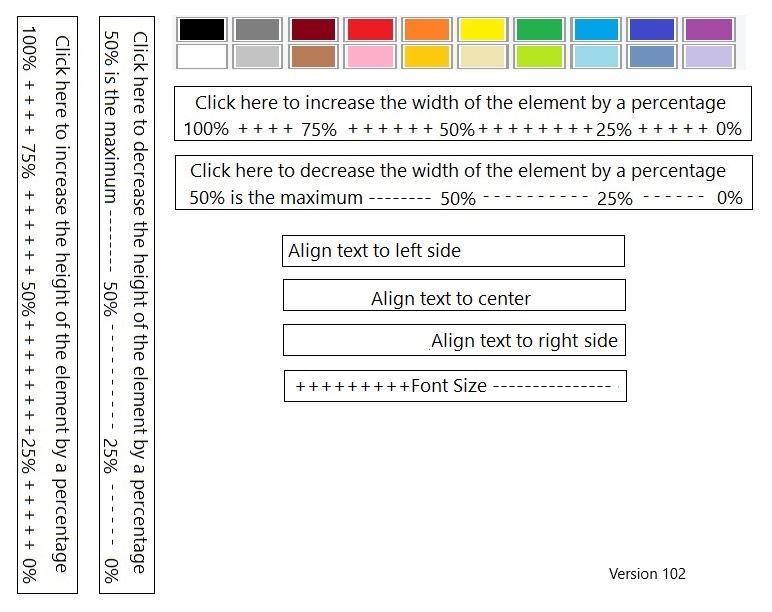 Click here to increase the height of the element by a percentage
100% ++++ 75% ++++++ 50%++++++++25% +++++ 0%
Click here to decrease the height of the element by a percentage
50% is the maximum -------- 50% ---------- 25% ------ 0%
Click here to increase the width of the element by a percentage
100% ++++ 75% ++++++ 50%++++++++25% +++++ 0%
Click here to decrease the width of the element by a percentage
50% is the maximum -------- 50% ---------- 25% ------ 0%
Align text to left side
Align text to center
Align text to right side
+++++++++Font Size ---------------
Version 102